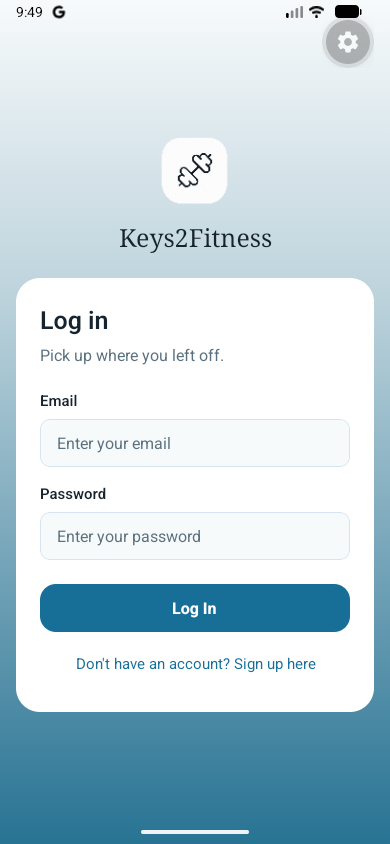 9:49
Keys2Fitness
Log in
Pick up where you left off.
Email
Enter your email
Password
Enter your password
Log In
Don't have an account? Sign up here